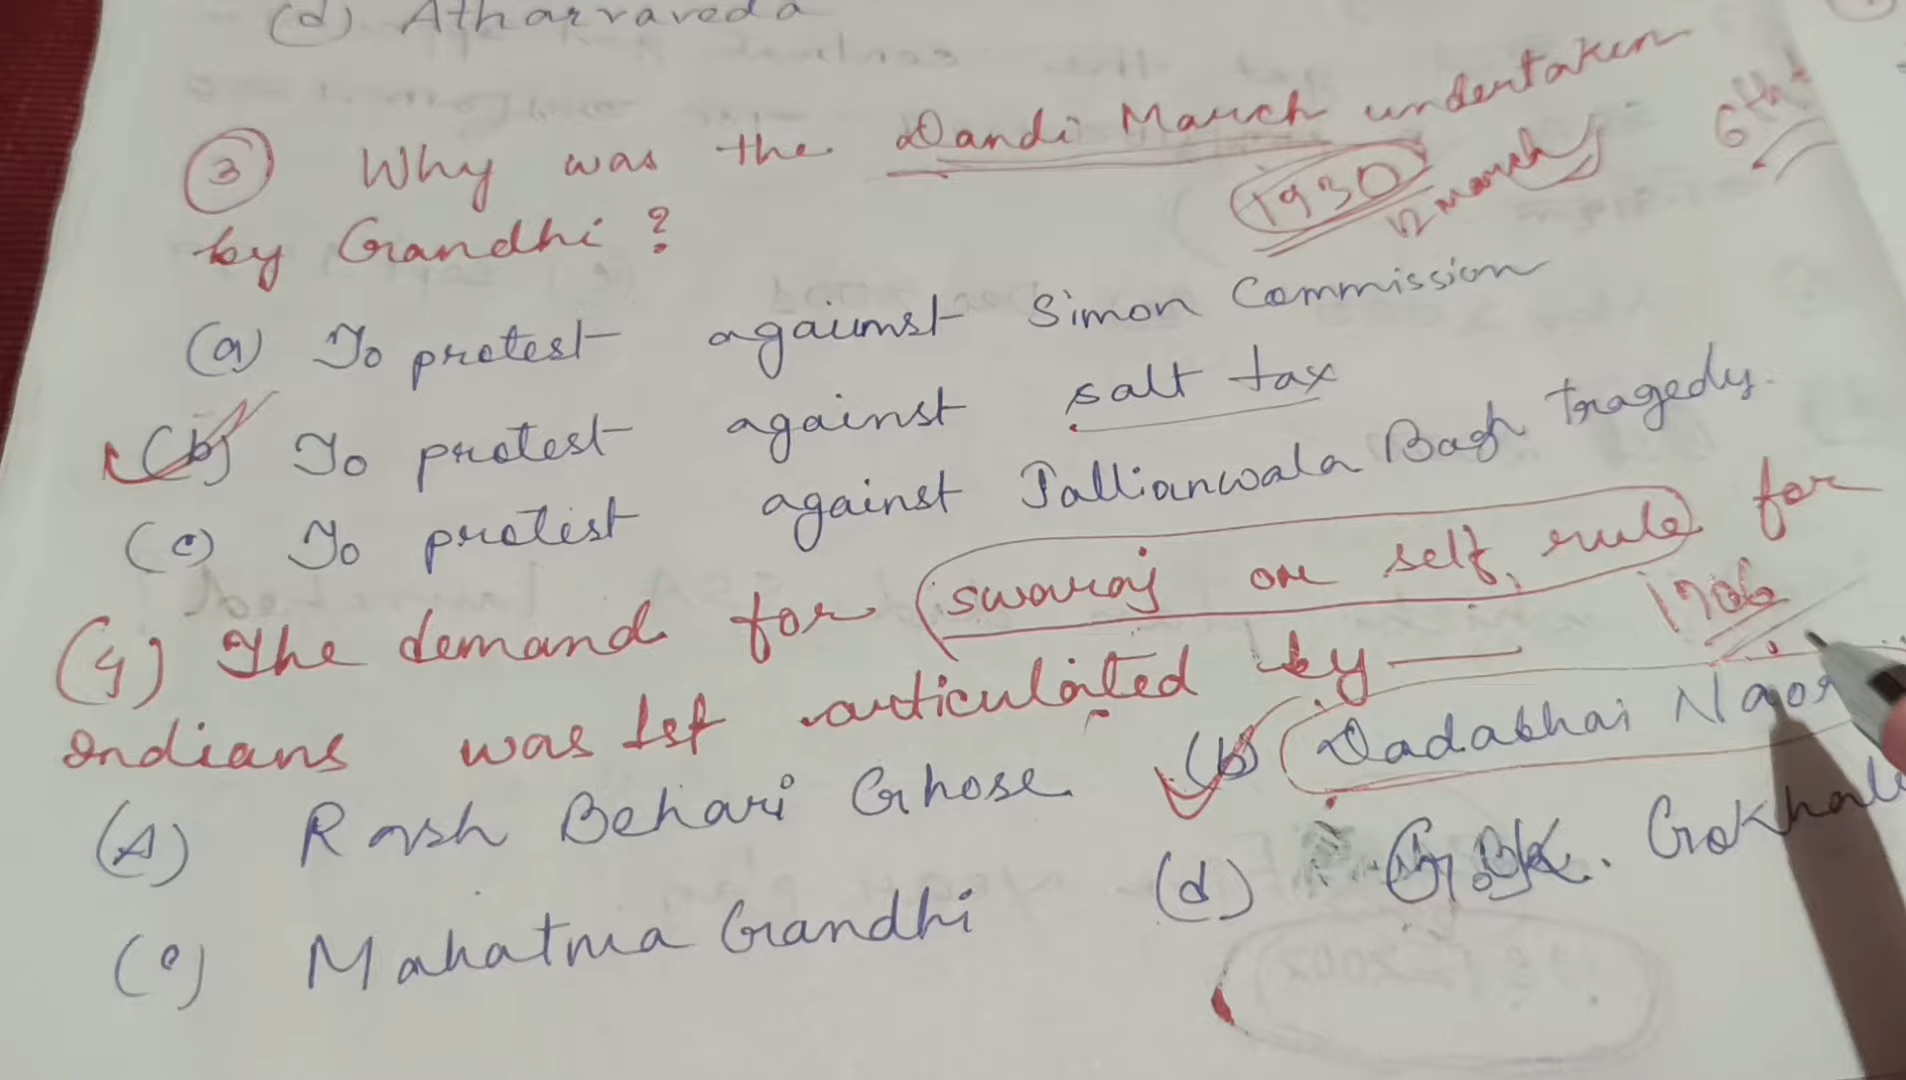 (d) Atharvaveda
(3) Why was the Dandi March undertaken
by Gandhi ?
1930
12 march
6th
(a) To protest against Simon Commission
(b) To protest against salt tax
(c) To protist against Jallianwala Bagh tragedy.
(4) The demand for swaraj or self, rule for
Indians was 1st articulated by ——
1906
(A) Rash Behari Ghose
(b) Dadabhai Naor
(c) Mahatma Gandhi
(d) G.K. Gokhale